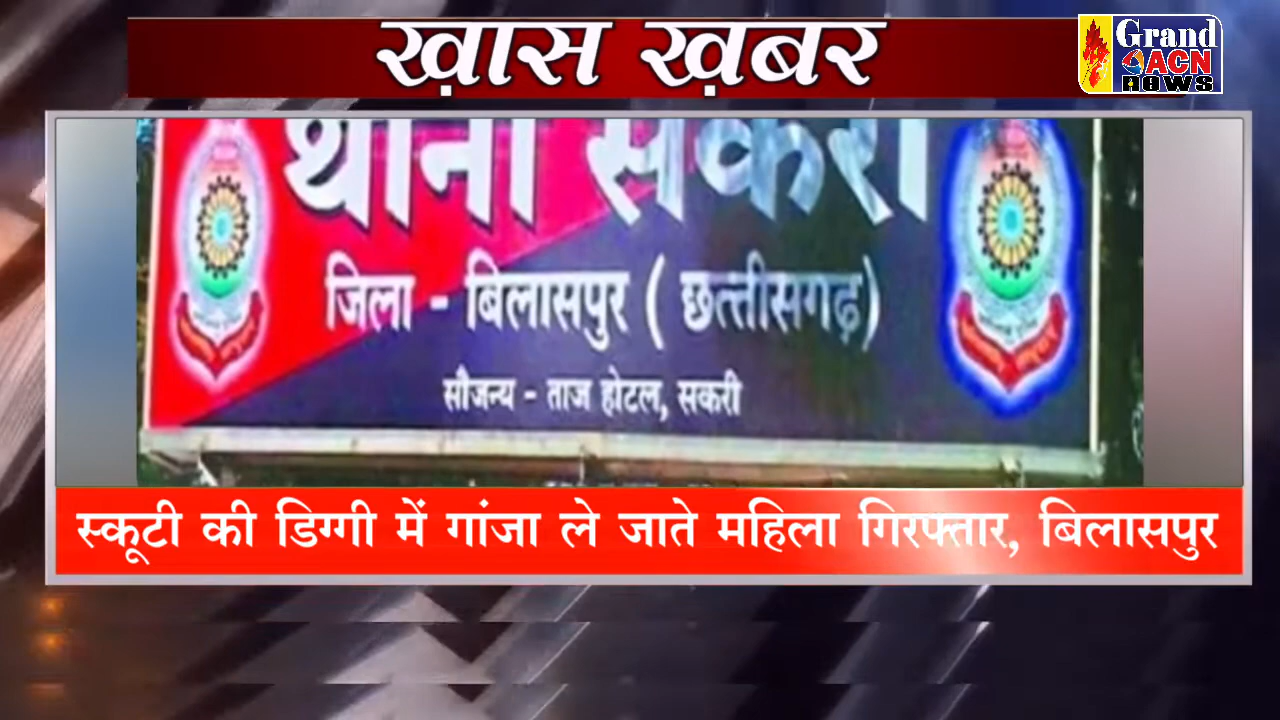 ख़ास ख़बर
Grand
ACN
news
थाना सकरी
जिला - बिलासपुर ( छत्तीसगढ़)
सौजन्य - ताज होटल, सकरी
स्कूटी की डिग्गी में गांजा ले जाते महिला गिरफ्तार, बिलासपुर